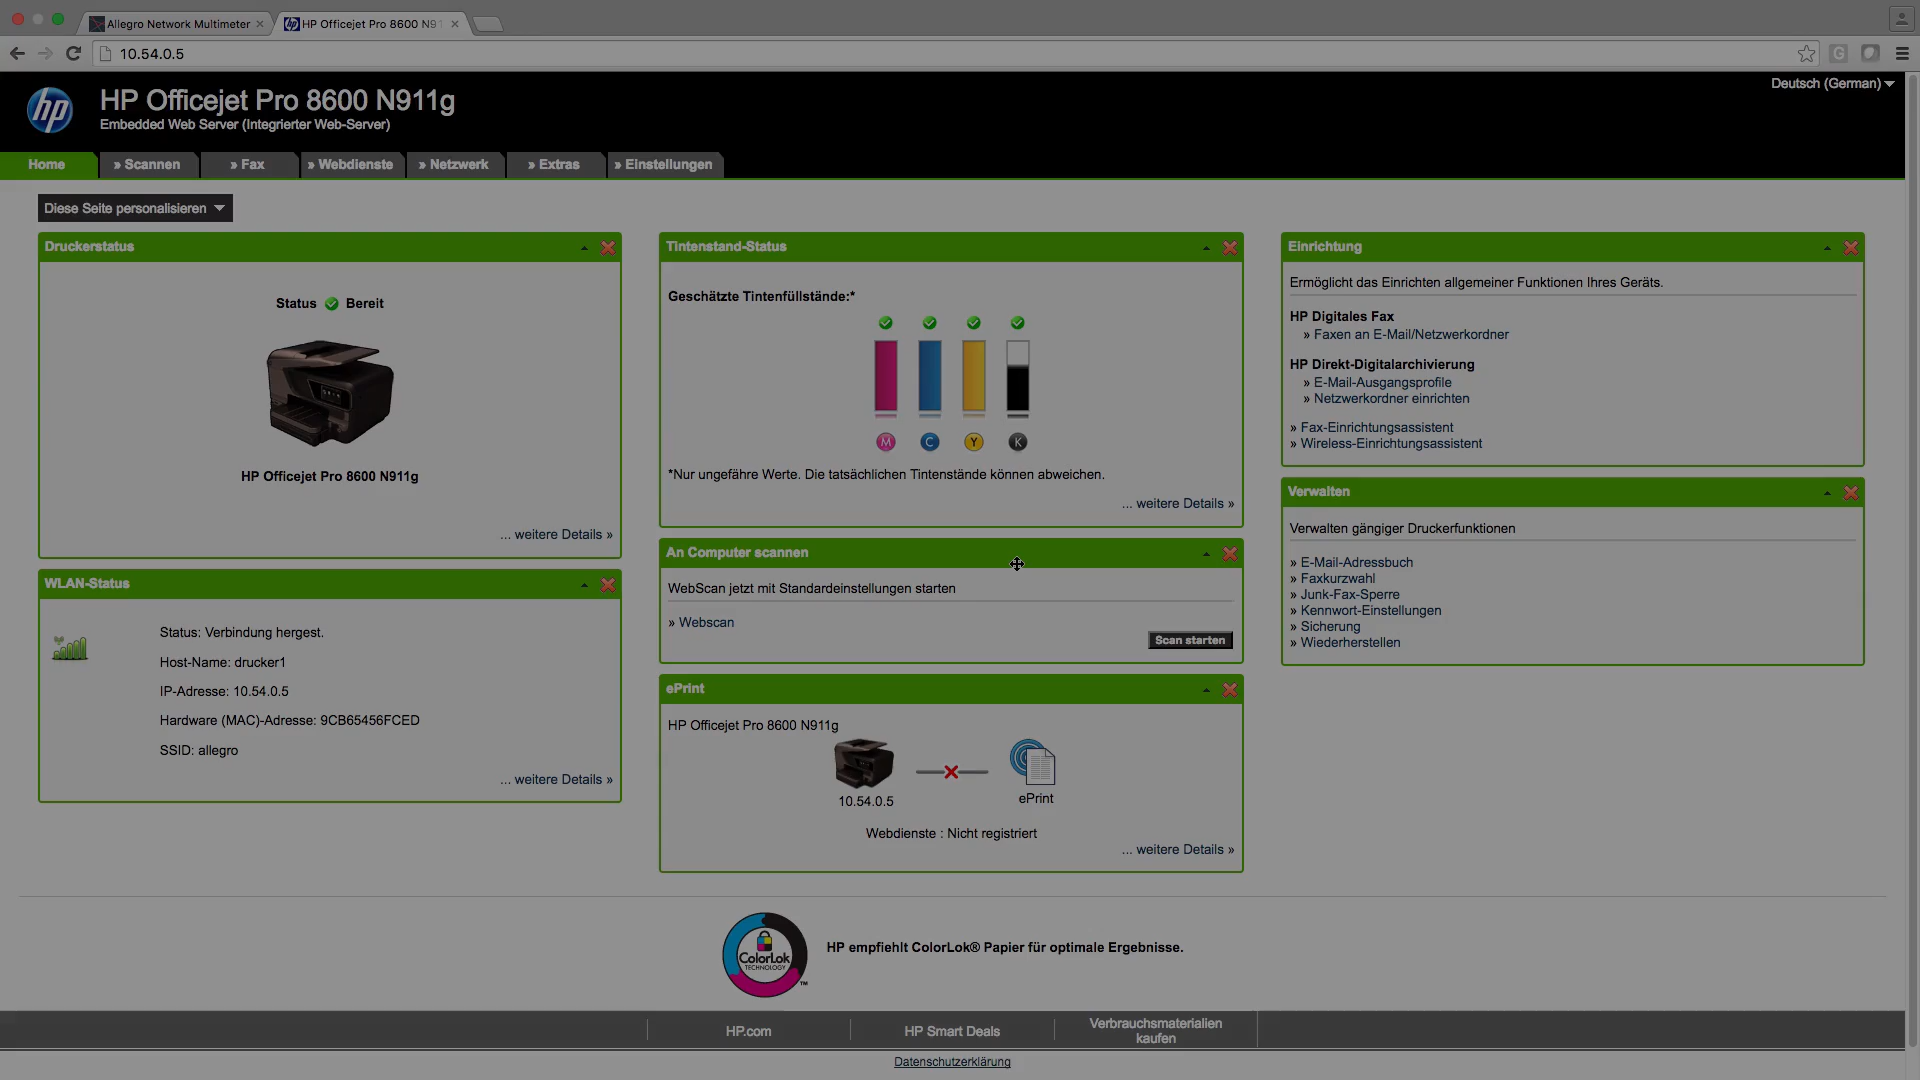 Allegro Network Multimeter
HP Officejet Pro 8600 N91
10.54.0.5
hp
HP Officejet Pro 8600 N911g
Embedded Web Server (Integrierter Web-Server)
Deutsch (German)
Home
» Scannen
» Fax
» Webdienste
» Netzwerk
» Extras
» Einstellungen
Diese Seite personalisieren
Druckerstatus
Status Bereit
HP Officejet Pro 8600 N911g
... weitere Details »
WLAN-Status
Status: Verbindung hergest.
Host-Name: drucker1
IP-Adresse: 10.54.0.5
Hardware (MAC)-Adresse: 9CB65456FCED
SSID: allegro
... weitere Details »
Tintenstand-Status
Geschätzte Tintenfüllstände:*
M C Y K
*Nur ungefähre Werte. Die tatsächlichen Tintenstände können abweichen.
... weitere Details »
An Computer scannen
WebScan jetzt mit Standardeinstellungen starten
» Webscan
Scan starten
ePrint
HP Officejet Pro 8600 N911g
10.54.0.5
ePrint
Webdienste : Nicht registriert
... weitere Details »
Einrichtung
Ermöglicht das Einrichten allgemeiner Funktionen Ihres Geräts.
HP Digitales Fax
» Faxen an E-Mail/Netzwerkordner
HP Direkt-Digitalarchivierung
» E-Mail-Ausgangsprofile
» Netzwerkordner einrichten
» Fax-Einrichtungsassistent
» Wireless-Einrichtungsassistent
Verwalten
Verwalten gängiger Druckerfunktionen
» E-Mail-Adressbuch
» Faxkurzwahl
» Junk-Fax-Sperre
» Kennwort-Einstellungen
» Sicherung
» Wiederherstellen
ColorLok
TECHNOLOGY
™
HP empfiehlt ColorLok® Papier für optimale Ergebnisse.
HP.com
HP Smart Deals
Verbrauchsmaterialien
kaufen
Datenschutzerklärung